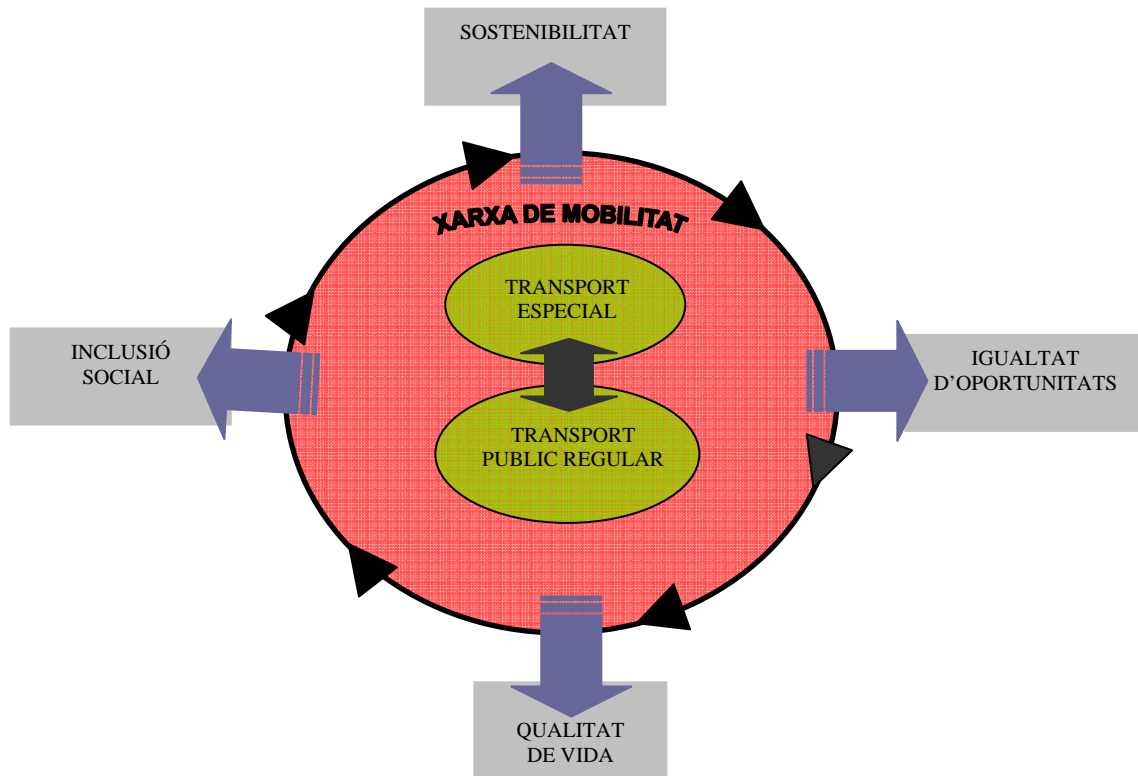 SOSTENIBILITAT
XARXA DE MOBILITAT
TRANSPORT
ESPECIAL
INCLUSIÓ
SOCIAL
IGUALTAT
D’OPORTUNITATS
TRANSPORT
PUBLIC REGULAR
QUALITAT
DE VIDA